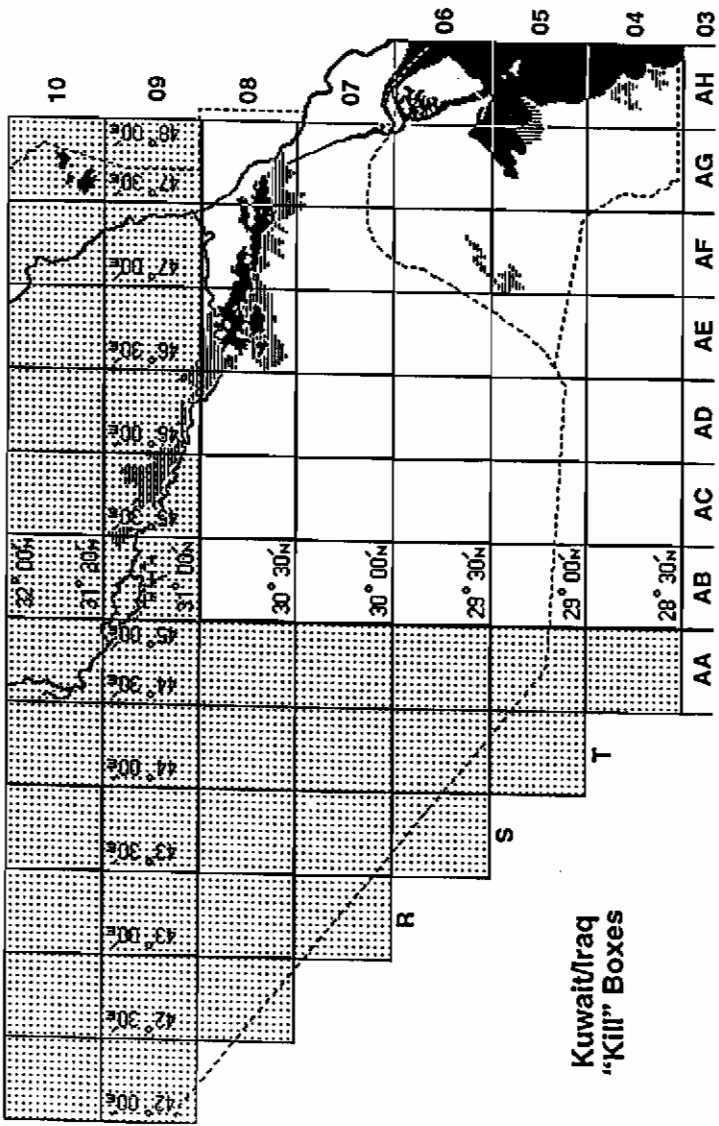 10
09
08
07
06
05
04
03
42° 00'E
42° 30'E
43° 00'E
43° 30'E
44° 00'E
44° 30'E
45° 00'E
45° 30'E
46° 00'E
46° 30'E
47° 00'E
47° 30'E
48° 00'E
32° 00'N
31° 30'N
31° 00'N
30° 30'N
30° 00'N
29° 30'N
29° 00'N
28° 30'N
R
S
T
AA
AB
AC
AD
AE
AF
AG
AH
Kuwait/Iraq
"Kill" Boxes